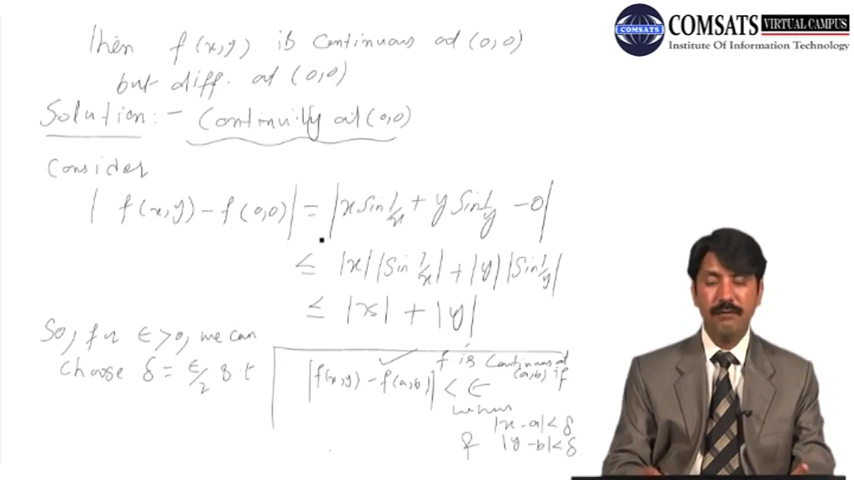 COMSATS VIRTUAL CAMPUS
Institute Of Information Technology
COMSATS
Then f(x,y) is continuous at (0,0)
but diff. at (0,0)
Solution:- Continuity at (0,0)
Consider
| f(x,y) - f(0,0)| = |x Sin 1/x + y Sin 1/y - 0|
≤ |x| |Sin 1/x| + |y| |Sin 1/y|
≤ |x| + |y|
So, for ϵ>0, we can
choose δ = ϵ/2 s.t
f is continuous at
(a,b) if
|f(x,y) - f(a,b)| < ϵ
when
|x - a| < δ
& |y - b| < δ